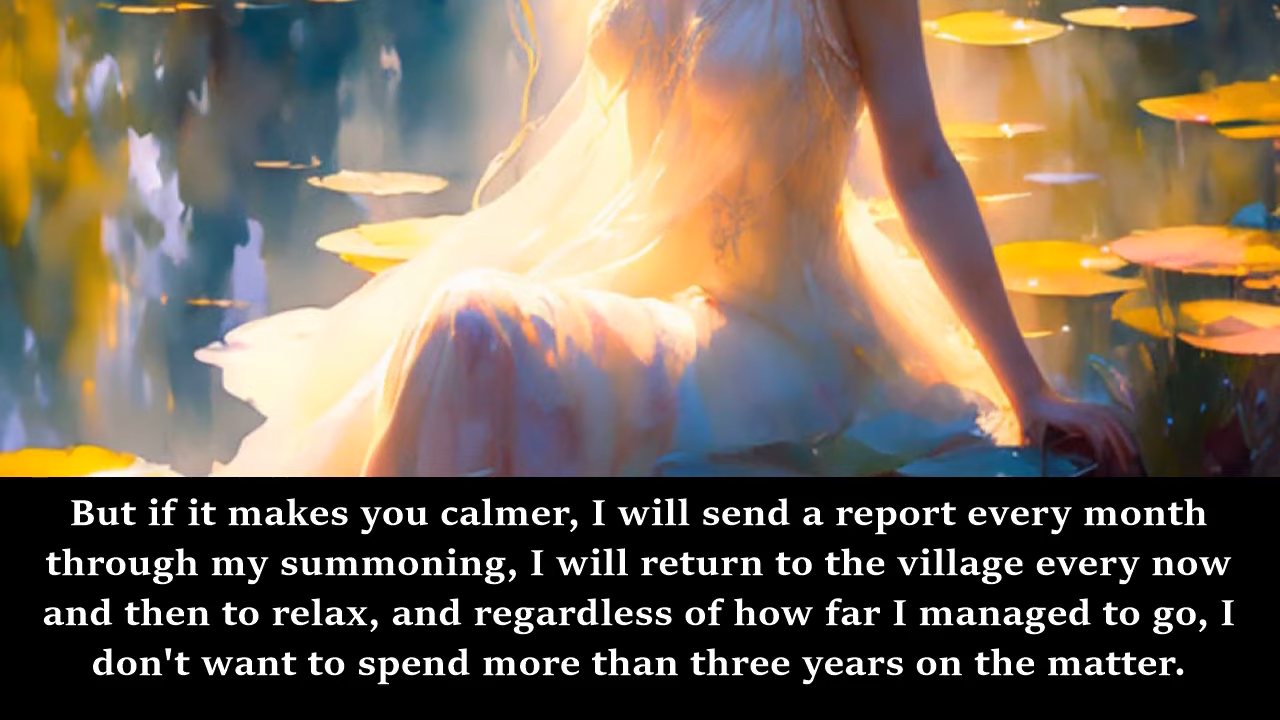 But if it makes you calmer, I will send a report every month
through my summoning, I will return to the village every now
and then to relax, and regardless of how far I managed to go, I
don't want to spend more than three years on the matter.